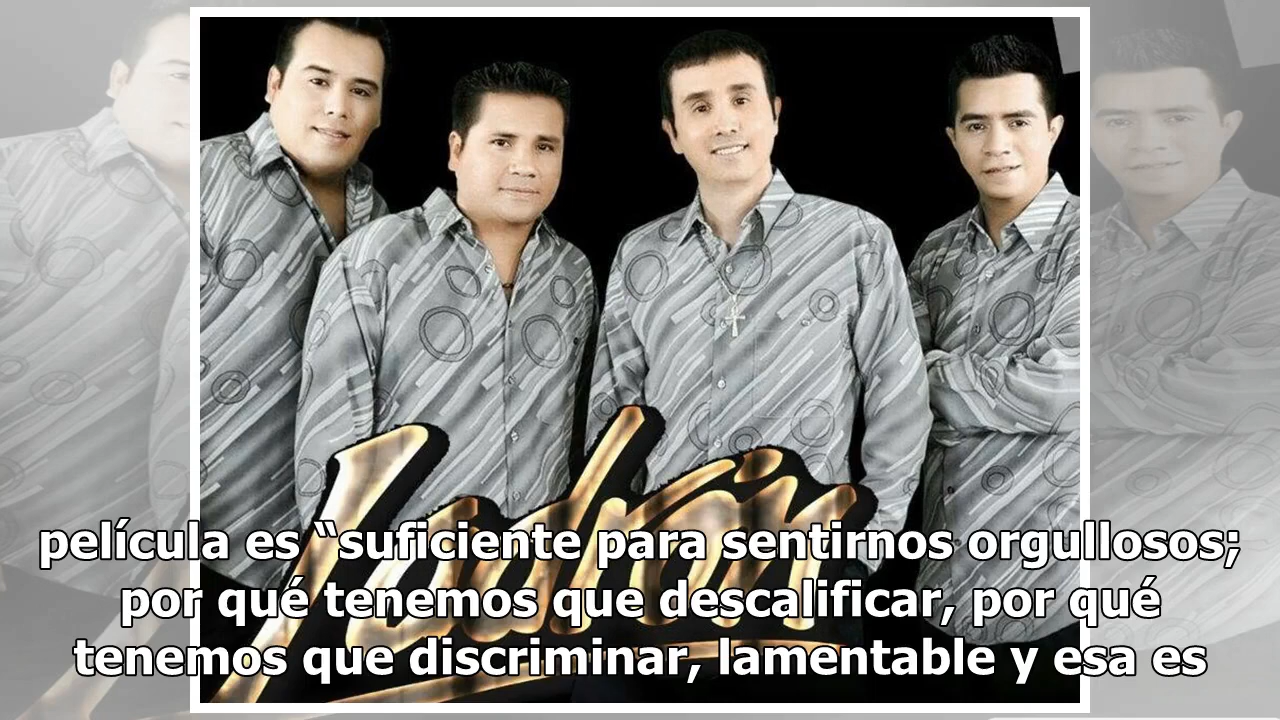 Ladrón
película es “suficiente para sentirnos orgullosos;
por qué tenemos que descalificar, por qué
tenemos que discriminar, lamentable y esa es